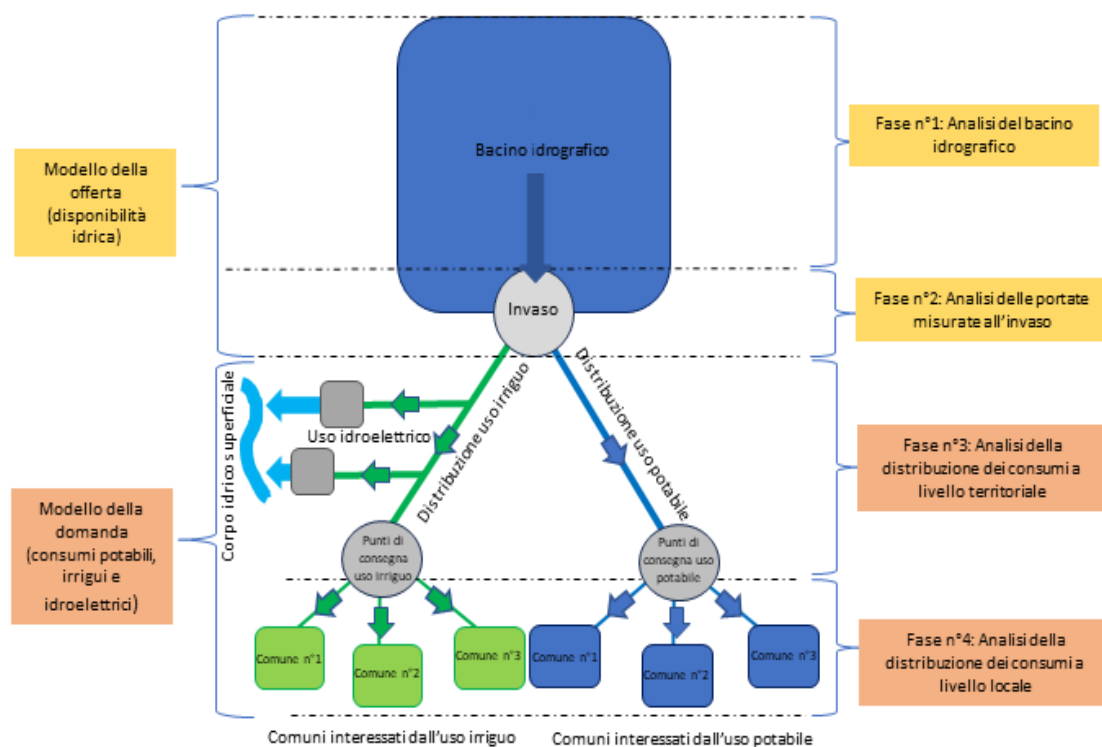 Bacino idrografico
Modello della
offerta
(disponibilità
idrica)
Fase n°1: Analisi del bacino
idrografico
Invaso
Fase n°2: Analisi delle portate
misurate all'invaso
Corpo idrico superficiale
Uso idroelettrico
Distribuzione uso irriguo
Distribuzione uso potabile
Fase n°3: Analisi della
distribuzione dei consumi a
livello territoriale
Modello della
domanda
(consumi potabili,
irrigui e
idroelettrici)
Punti di
consegna
uso irriguo
Punti di
consegna uso
potabile
Comune n°1
Comune n°2
Comune n°3
Comune n°1
Comune n°2
Comune n°3
Fase n°4: Analisi della
distribuzione dei consumi a
livello locale
Comuni interessati dall'uso irriguo
Comuni interessati dall'uso potabile